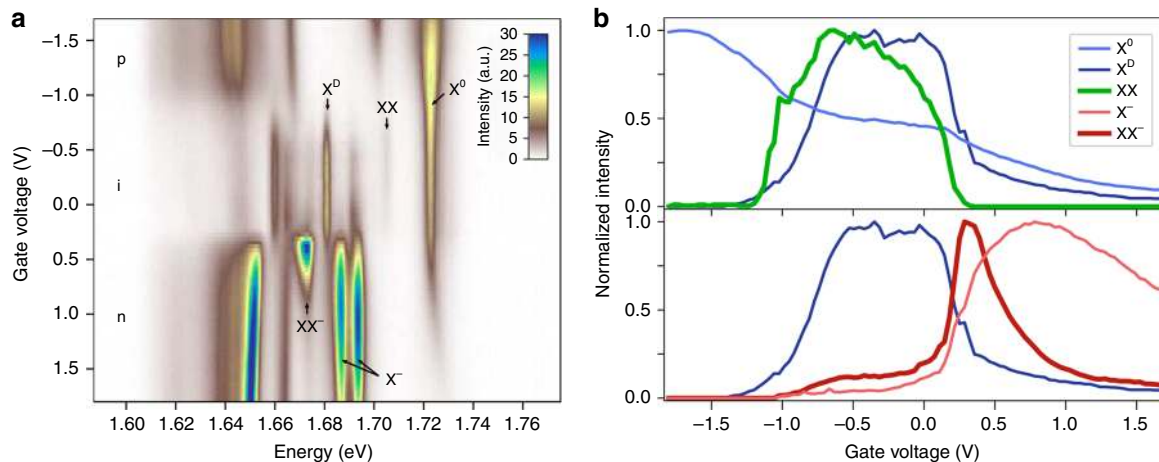 a
Gate voltage (V)
−1.5
−1.0
−0.5
0.0
0.5
1.0
1.5
p
i
n
X^D
XX
X^0
XX^−
X^−
Intensity (a.u.)
30
25
20
15
10
5
0
1.60
1.62
1.64
1.66
1.68
1.70
1.72
1.74
1.76
Energy (eV)
b
Normalized intensity
1.0
0.5
0.0
X^0
X^D
XX
X^−
XX^−
1.0
0.5
0.0
−1.5
−1.0
−0.5
0.0
0.5
1.0
1.5
Gate voltage (V)